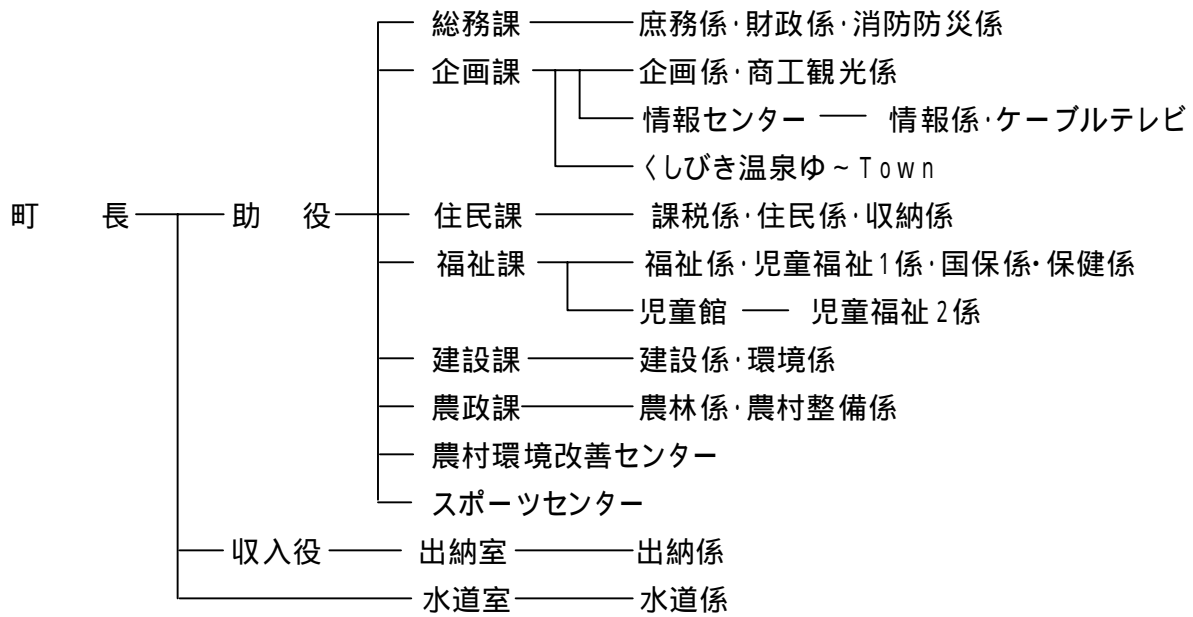 総務課 庶務係･財政係･消防防災係
企画課 企画係･商工観光係
情報センター 情報係･ケーブルテレビ
くしびき温泉ゆ~Town
町 長 助 役 住民課 課税係･住民係･収納係
福祉課 福祉係･児童福祉1係･国保係･保健係
児童館 児童福祉2係
建設課 建設係･環境係
農政課 農林係･農村整備係
農村環境改善センター
スポーツセンター
収入役 出納室 出納係
水道室 水道係